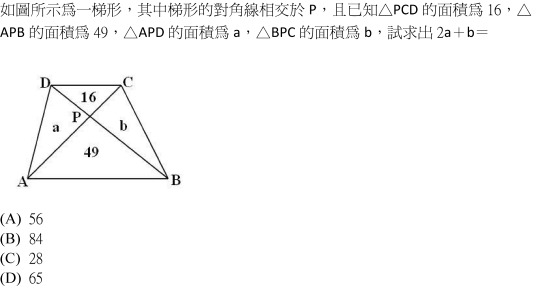 如圖所示爲一梯形，其中梯形的對角線相交於 P，且已知△PCD 的面積爲 16，△
APB 的面積爲 49，△APD 的面積爲 a，△BPC 的面積爲 b，試求出 2a＋b＝
D C
16
P
a b
49
A B
(A) 56
(B) 84
(C) 28
(D) 65